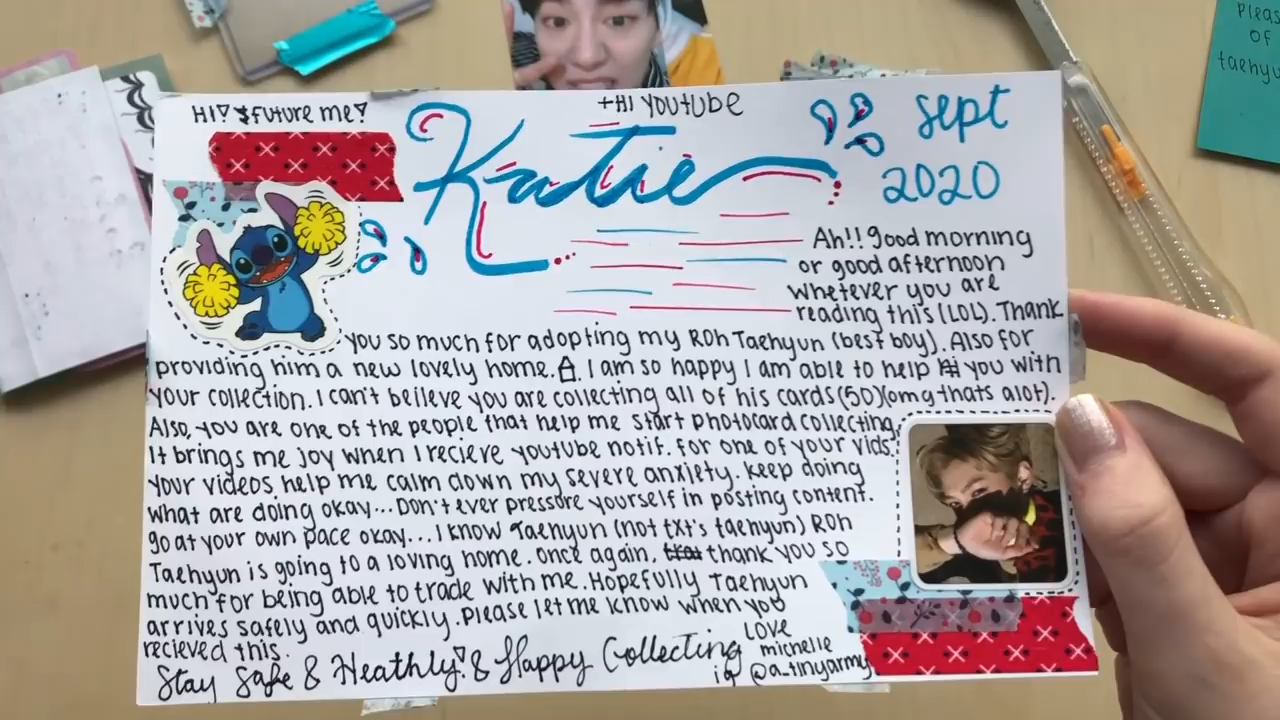 HI♡ future me!
+HI YOUTUBE
Katie
sept
2020
Ah!! good morning
or good afternoon
whetever you are
reading this (LOL). Thank
you so much for adopting my ROh Taehyun (best boy). Also for
providing him a new lovely home. I am so happy I am able to help you with
your collection. I can't beileve you are collecting all of his cards (50) (omg thats alot).
Also, you are one of the people that help me start photocard collecting.
It brings me joy when I recieve youtube notif. for one of your vids.
your videos help me calm down my severe anxiety. keep doing
what are doing okay... Don't ever pressure yourself in posting content.
go at your own pace okay... I know Taehyun (not txt's taehyun) ROh
Taehyun is going to a loving home. once again, thank you so
much for being able to trade with me. Hopefully Taehyun
arrives safely and quickly. please let me know when you
recieved this.
Stay Safe & Heathly! & Happy Collecting
LOVE
michelle
ig @a_tinyarmy
pleas
of
taehyu